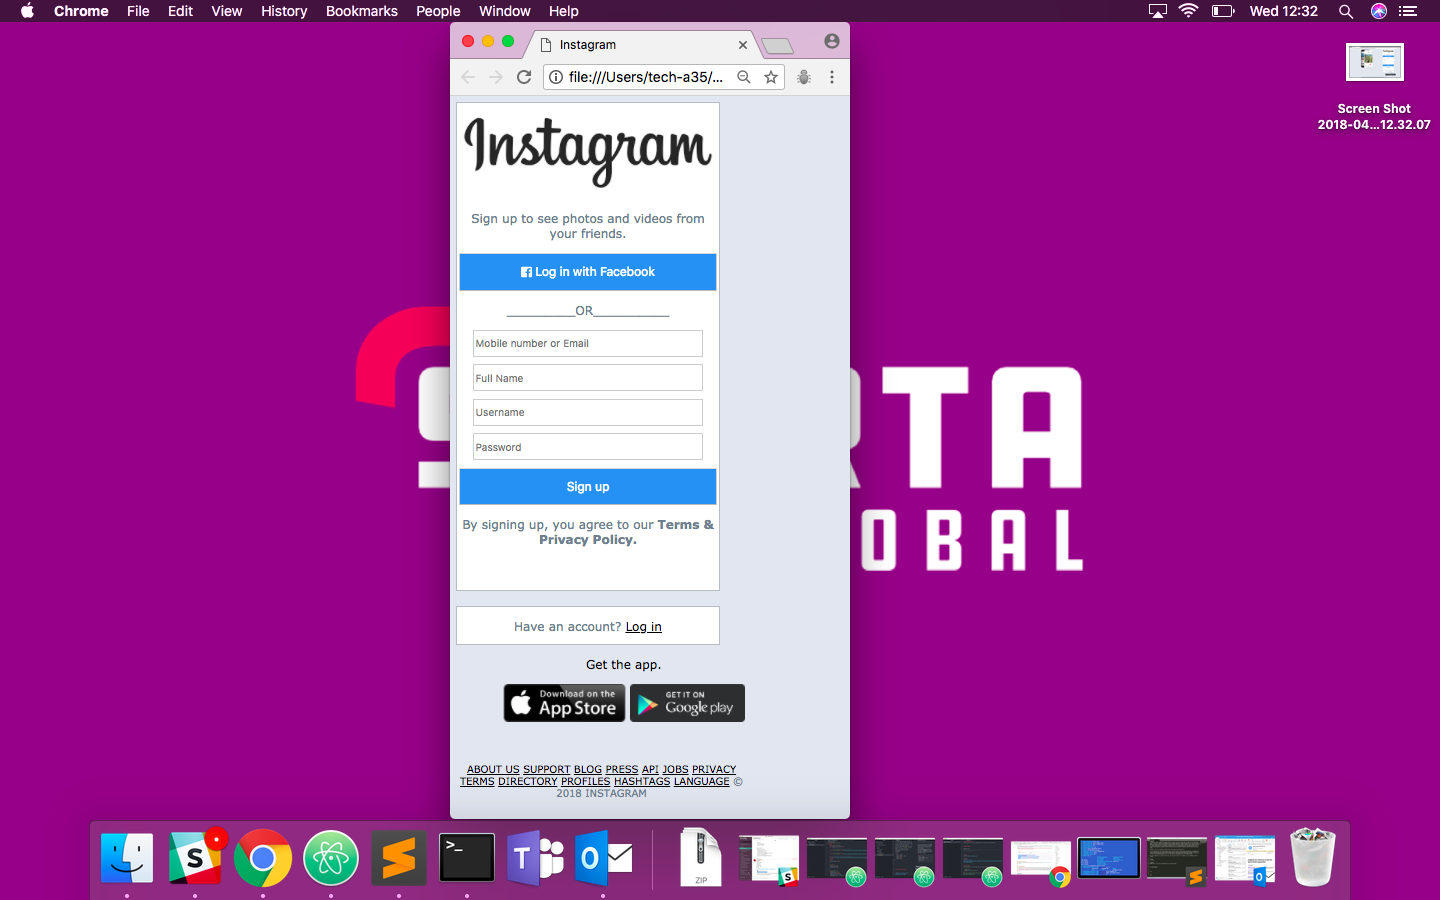 Chrome File Edit View History Bookmarks People Window Help Wed 12:32
Instagram
file:///Users/tech-a35/...
Screen Shot
2018-04...12.32.07
Instagram
Sign up to see photos and videos from
your friends.
Log in with Facebook
___________OR____________
Mobile number or Email
Full Name
Username
Password
Sign up
By signing up, you agree to our Terms &
Privacy Policy.
RTA
OBAL
Have an account? Log in
Get the app.
Download on the
App Store
GET IT ON
Google play
ABOUT US SUPPORT BLOG PRESS API JOBS PRIVACY
TERMS DIRECTORY PROFILES HASHTAGS LANGUAGE ©
2018 INSTAGRAM
ZIP